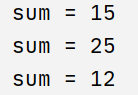 sum = 15
sum = 25
sum = 12